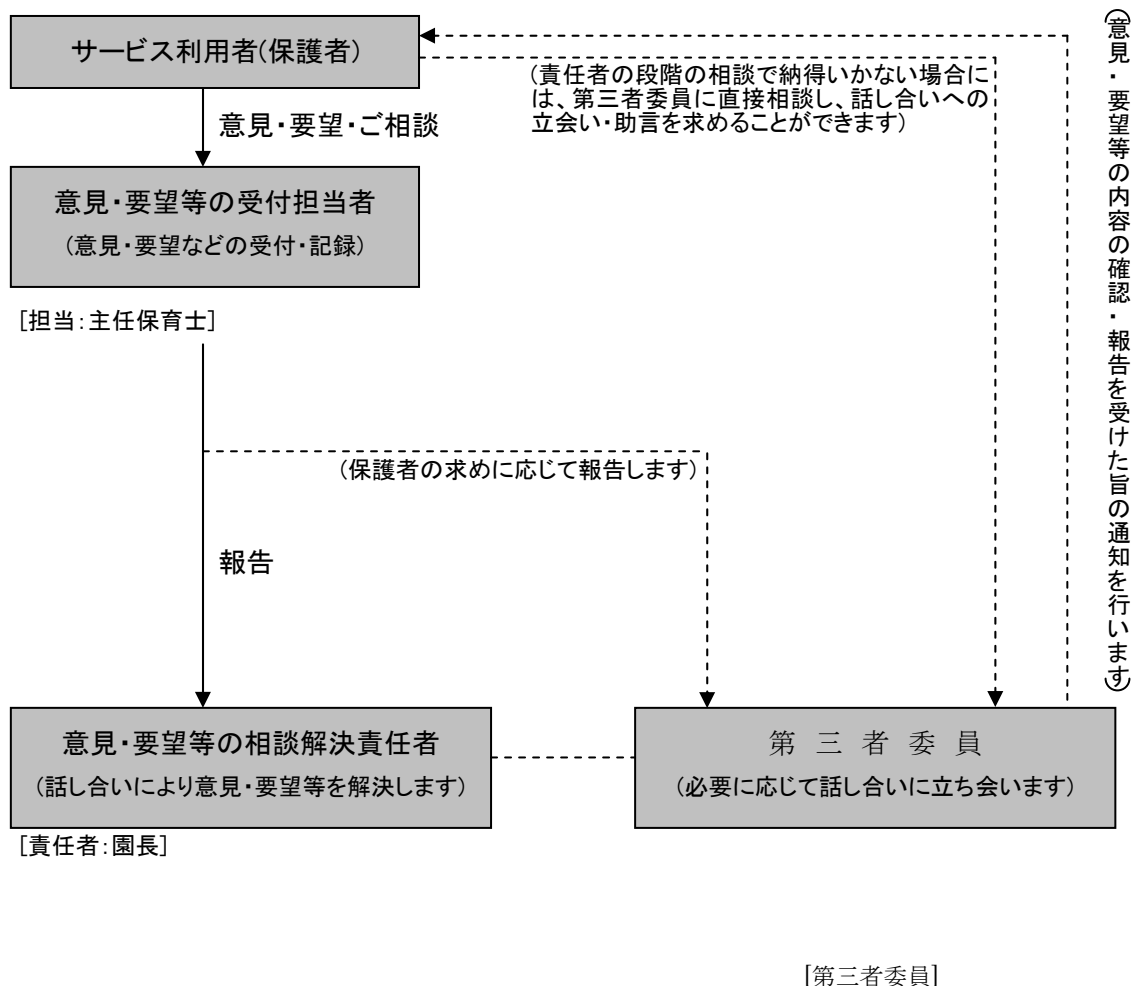 サービス利用者(保護者)
(責任者の段階の相談で納得いかない場合に
は、第三者委員に直接相談し、話し合いへの
立会い・助言を求めることができます)
意見・要望・ご相談
意見・要望等の受付担当者
(意見・要望などの受付・記録)
[担当:主任保育士]
(保護者の求めに応じて報告します)
報告
(意見・要望等の内容の確認・報告を受けた旨の通知を行います)
意見・要望等の相談解決責任者
(話し合いにより意見・要望等を解決します)
[責任者:園長]
第 三 者 委 員
(必要に応じて話し合いに立ち会います)
[第三者委員]